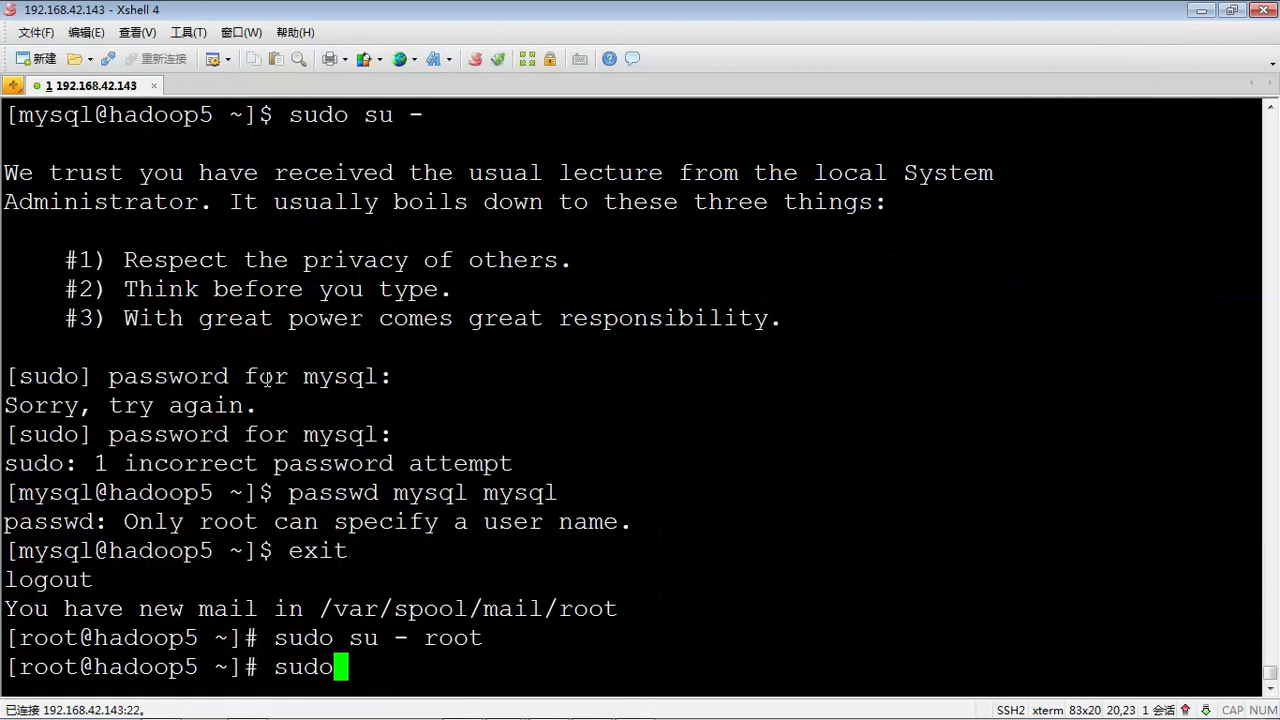 192.168.42.143 - Xshell 4
文件(F) 编辑(E) 查看(V) 工具(T) 窗口(W) 帮助(H)
新建 重新连接
1 192.168.42.143
[mysql@hadoop5 ~]$ sudo su -
We trust you have received the usual lecture from the local System
Administrator. It usually boils down to these three things:
#1) Respect the privacy of others.
#2) Think before you type.
#3) With great power comes great responsibility.
[sudo] password for mysql:
Sorry, try again.
[sudo] password for mysql:
sudo: 1 incorrect password attempt
[mysql@hadoop5 ~]$ passwd mysql mysql
passwd: Only root can specify a user name.
[mysql@hadoop5 ~]$ exit
logout
You have new mail in /var/spool/mail/root
[root@hadoop5 ~]# sudo su - root
[root@hadoop5 ~]# sudo
已连接 192.168.42.143:22。 SSH2 xterm 83x20 20,23 1 会话 CAP NUM